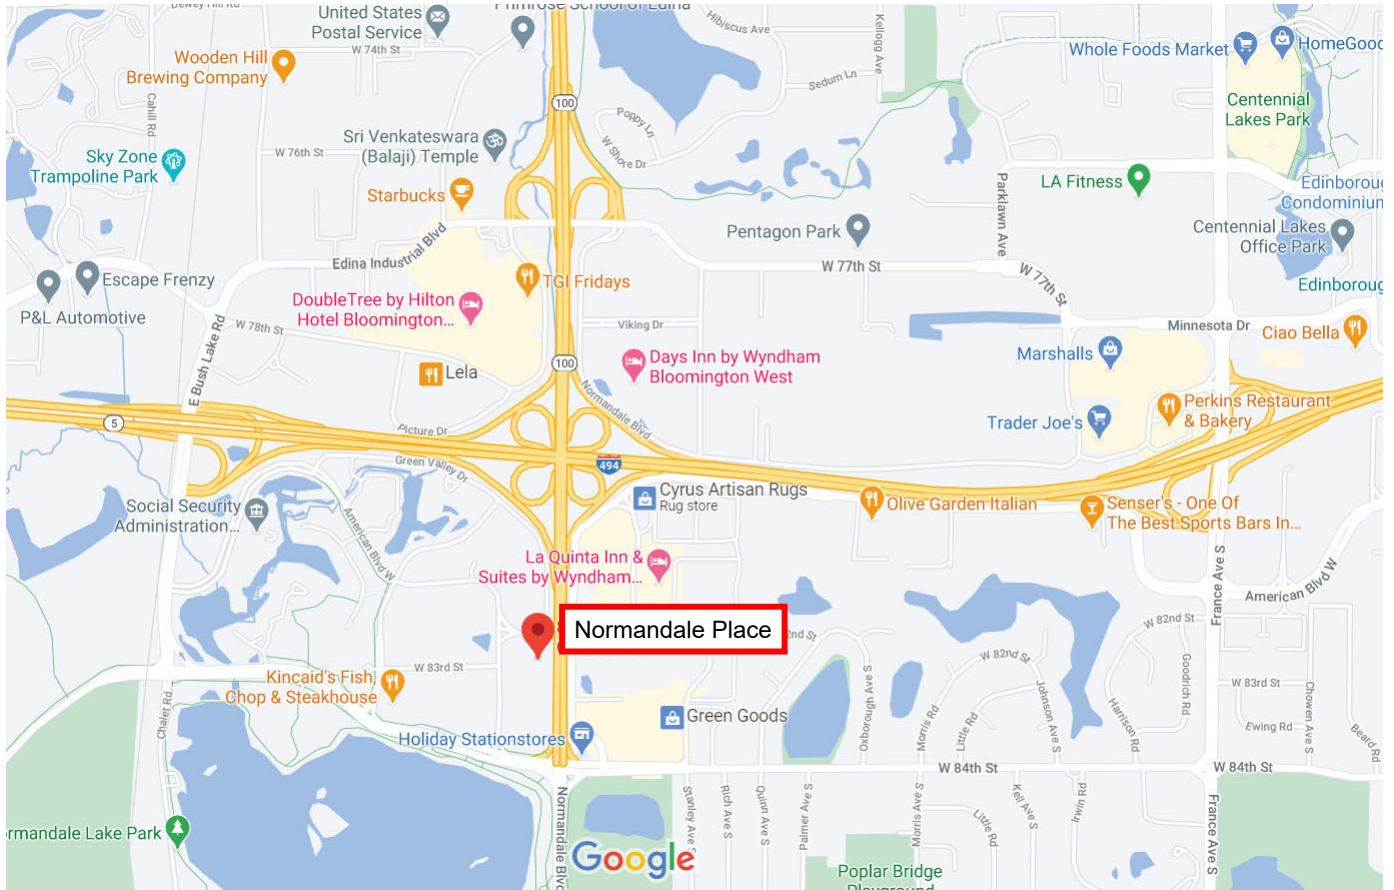 Dewey Hill Rd
United States
Postal Service
Primrose School of Edina
Hibiscus Ave
Kellogg Ave
Whole Foods Market
HomeGood
Wooden Hill
Brewing Company
W 74th St
Cahill Rd
100
Sedum Ln
Poppy Ln
W Shore Dr
Centennial
Lakes Park
Sri Venkateswara
(Balaji) Temple
W 76th St
Sky Zone
Trampoline Park
Starbucks
LA Fitness
Parklawn Ave
Edinboroug
Condominium
Centennial Lakes
Office Park
Pentagon Park
Edina Industrial Blvd
W 77th St
W 77th St
Escape Frenzy
TGI Fridays
Edinboroug
P&L Automotive
DoubleTree by Hilton
Hotel Bloomington...
W 78th St
Viking Dr
Minnesota Dr
Ciao Bella
E Bush Lake Rd
Marshalls
Lela
100
Days Inn by Wyndham
Bloomington West
Normandale Blvd
Perkins Restaurant
& Bakery
Trader Joe's
5
Picture Dr
Green Valley Dr
494
Cyrus Artisan Rugs
Rug store
Olive Garden Italian
Senser's - One Of
The Best Sports Bars In...
Social Security
Administration...
American Blvd W
La Quinta Inn &
Suites by Wyndham...
France Ave S
American Blvd W
Normandale Place
2nd St
W 82nd St
W 82nd St
W 83rd St
Kincaid's Fish,
Chop & Steakhouse
Chalet Rd
Oxborough Ave S
Morris Rd
Little Rd
Johnson Ave S
Harrison Rd
Goodrich Rd
W 83rd St
Chowen Ave S
Ewing Rd
Beard Rd
Green Goods
Holiday Stationstores
W 84th St
W 84th St
Normandale Blvd
Stanley Ave S
Rich Ave S
Quinn Ave S
Palmer Ave S
Morris Ave S
Little Rd
Kell Ave S
Irwin Rd
France Ave S
rmandale Lake Park
Google
Poplar Bridge
Playground